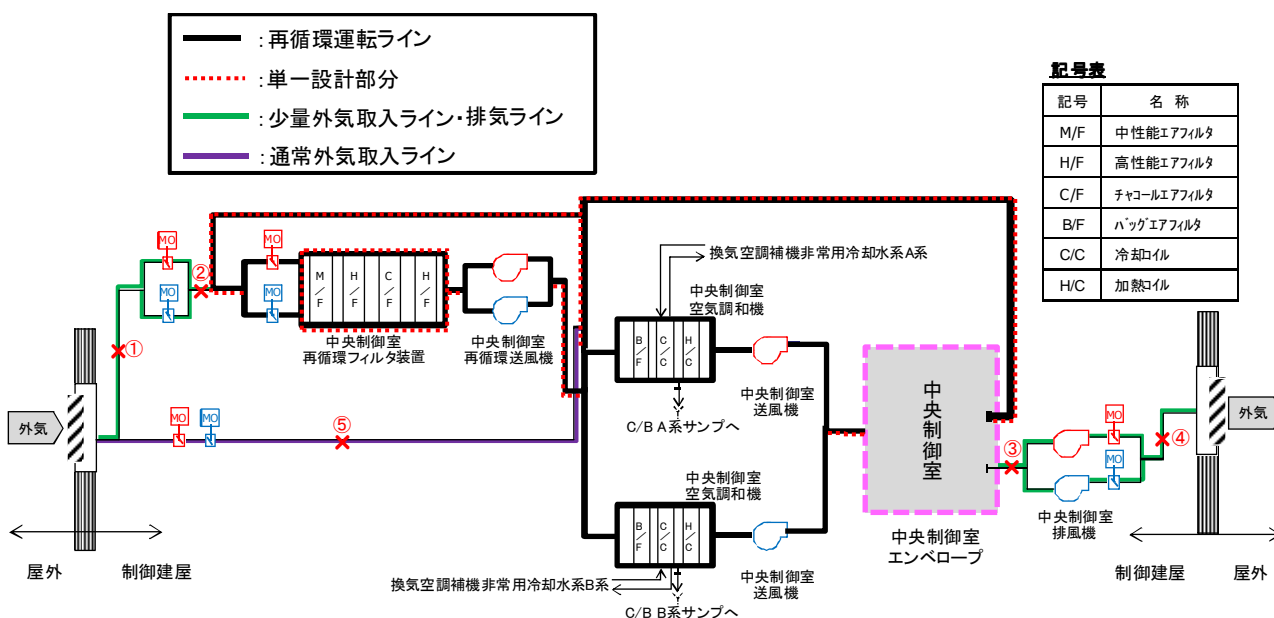 ：再循環運転ライン
：単一設計部分
：少量外気取入ライン・排気ライン
：通常外気取入ライン
記号表
記号 名 称
M/F 中性能エアフィルタ
H/F 高性能エアフィルタ
C/F チャコールエアフィルタ
B/F バッグエアフィルタ
C/C 冷却コイル
H/C 加熱コイル
MO
MO
②
①
MO
MO
M/F
H/F
C/F
H/F
中央制御室
再循環フィルタ装置
中央制御室
再循環送風機
換気空調補機非常用冷却水系A系
中央制御室
空気調和機
B/F
C/C
H/C
中央制御室
送風機
C/B A系サンプへ
外気
MO
MO
⑤
中央制御室
中央制御室
エンベロープ
③
MO
MO
④
外気
中央制御室
排風機
中央制御室
空気調和機
B/F
C/C
H/C
中央制御室
送風機
換気空調補機非常用冷却水系B系
C/B B系サンプへ
屋外
制御建屋
制御建屋
屋外